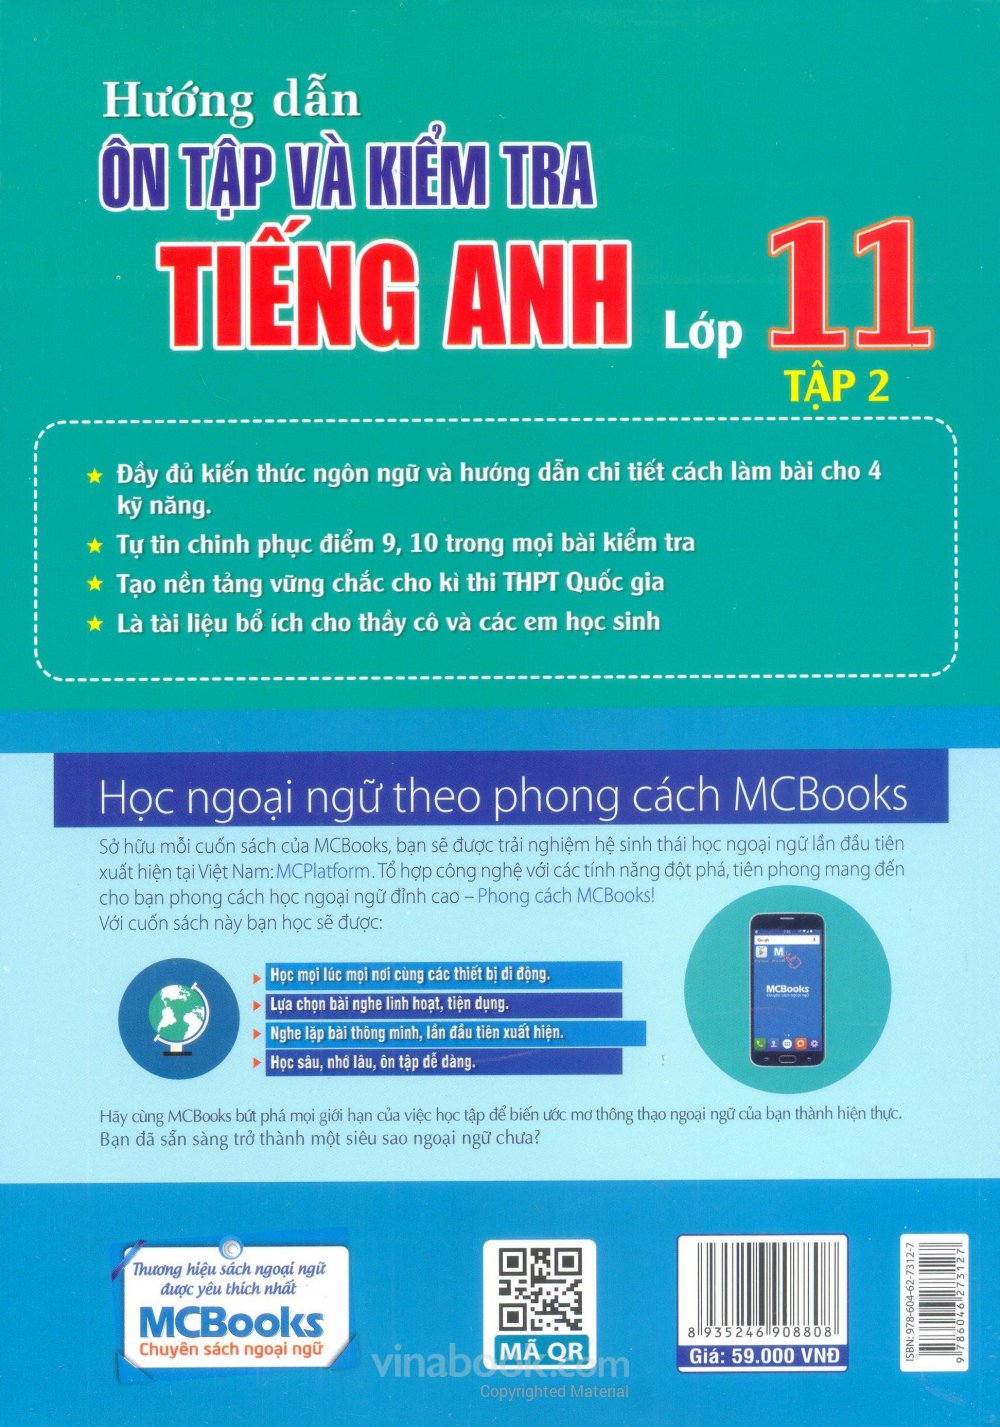 Hướng dẫn
ÔN TẬP VÀ KIỂM TRA
TIẾNG ANH Lớp 11
TẬP 2
Đầy đủ kiến thức ngôn ngữ và hướng dẫn chi tiết cách làm bài cho 4
kỹ năng.
Tự tin chinh phục điểm 9, 10 trong mọi bài kiểm tra
Tạo nền tảng vững chắc cho kì thi THPT Quốc gia
Là tài liệu bổ ích cho thầy cô và các em học sinh
Học ngoại ngữ theo phong cách MCBooks
Sở hữu mỗi cuốn sách của MCBooks, bạn sẽ được trải nghiệm hệ sinh thái học ngoại ngữ lần đầu tiên
xuất hiện tại Việt Nam: MCPlatform. Tổ hợp công nghệ với các tính năng đột phá, tiên phong mang đến
cho bạn phong cách học ngoại ngữ đỉnh cao – Phong cách MCBooks!
Với cuốn sách này bạn học sẽ được:
Học mọi lúc mọi nơi cùng các thiết bị di động.
Lựa chọn bài nghe linh hoạt, tiện dụng.
Nghe lặp bài thông minh, lần đầu tiên xuất hiện.
Học sâu, nhớ lâu, ôn tập dễ dàng.
Google
M
MCBooks
Chuyên sách ngoại ngữ
Hãy cùng MCBooks bứt phá mọi giới hạn của việc học tập để biến ước mơ thông thạo ngoại ngữ của bạn thành hiện thực.
Bạn đã sẵn sàng trở thành một siêu sao ngoại ngữ chưa?
Thương hiệu sách ngoại ngữ
được yêu thích nhất
MCBooks
Chuyên sách ngoại ngữ
MÃ QR
8 935246 908808
Giá: 59.000 VNĐ
ISBN: 978-604-62-7312-7
9 786046 273127
vinabook.com
Copyrighted Material